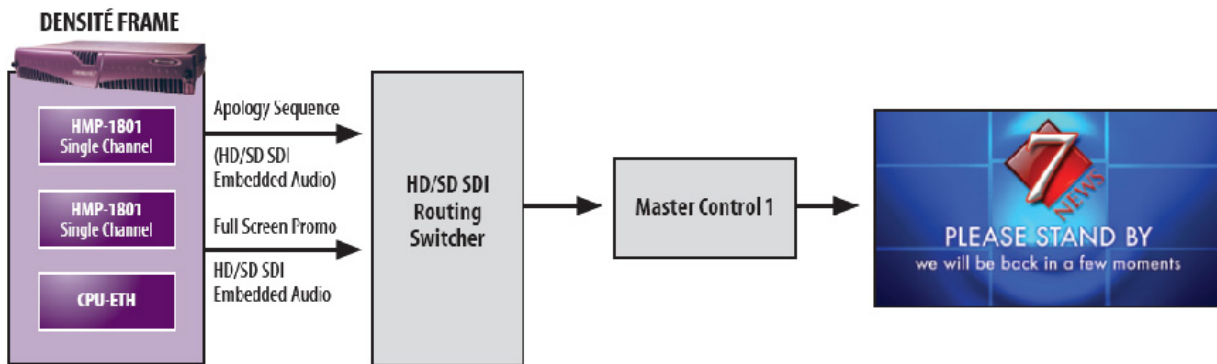 DENSITÉ FRAME
HMP-1801
Single Channel
HMP-1801
Single Channel
CPU-ETH
Apology Sequence
(HD/SD SDI
Embedded Audio)
Full Screen Promo
HD/SD SDI
Embedded Audio
HD/SD SDI
Routing
Switcher
Master Control 1
7
NEWS
PLEASE STAND BY
we will be back in a few moments